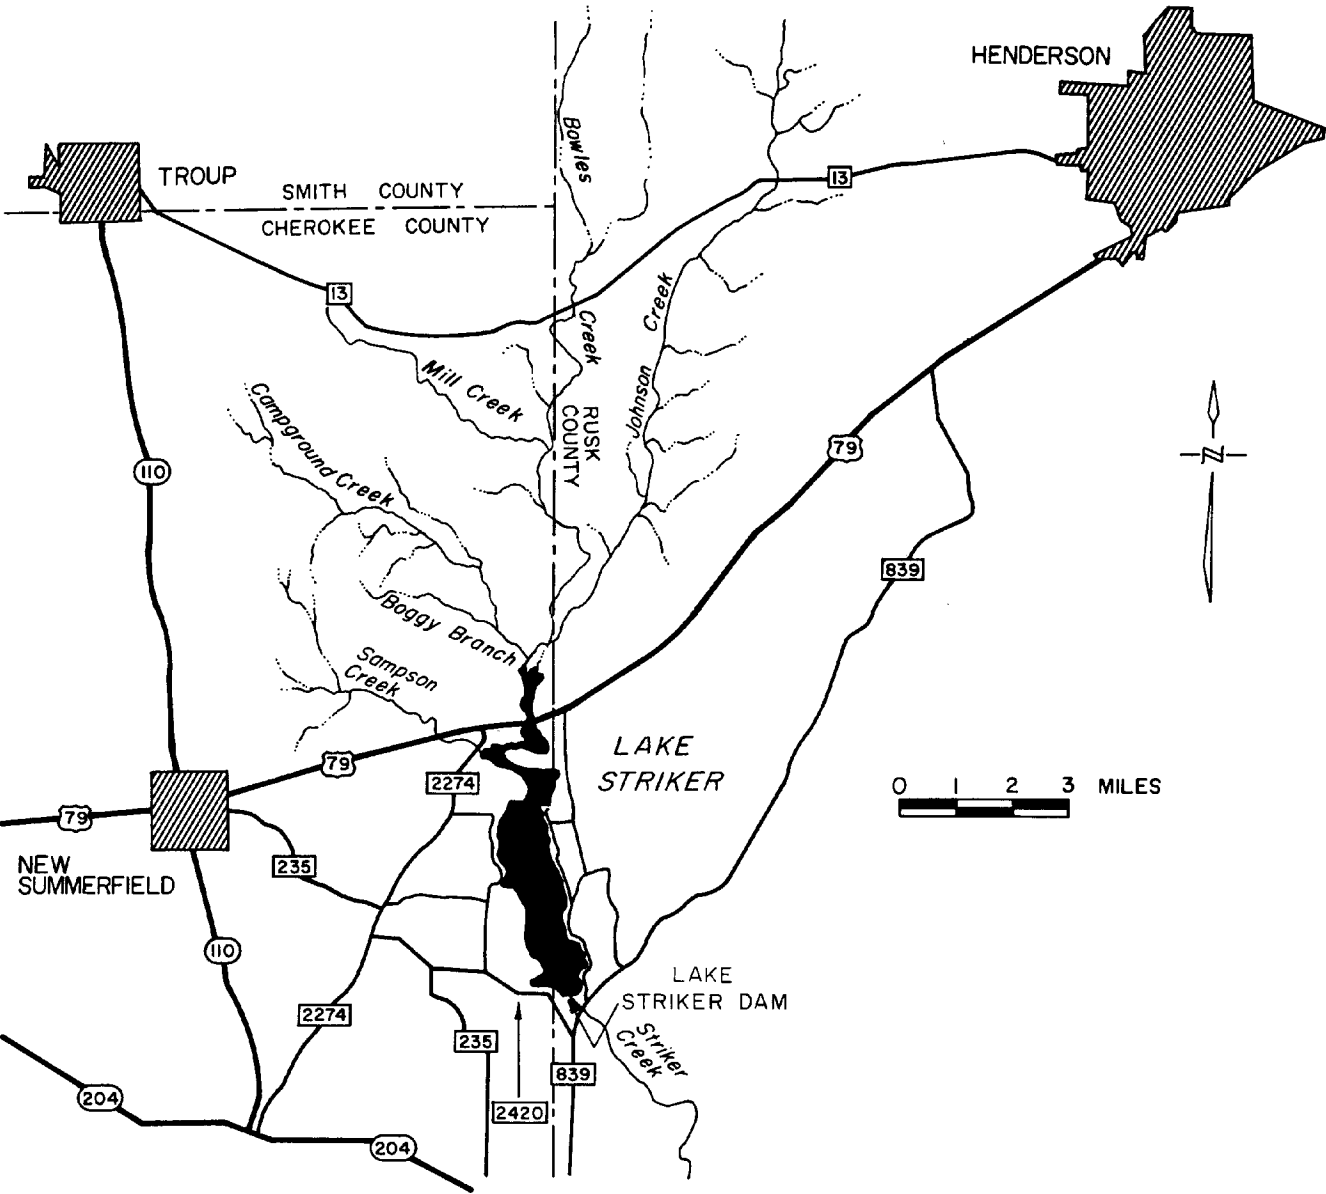 HENDERSON
Bowles
TROUP
13
SMITH COUNTY
CHEROKEE COUNTY
13
Creek
Johnson Creek
Mill Creek
Campground Creek
RUSK
COUNTY
79
110
N
839
Boggy Branch
Sampson
Creek
LAKE
STRIKER
79
2274
0 1 2 3 MILES
79
235
NEW
SUMMERFIELD
110
LAKE
STRIKER DAM
2274
235
Striker
Creek
839
204
2420
204